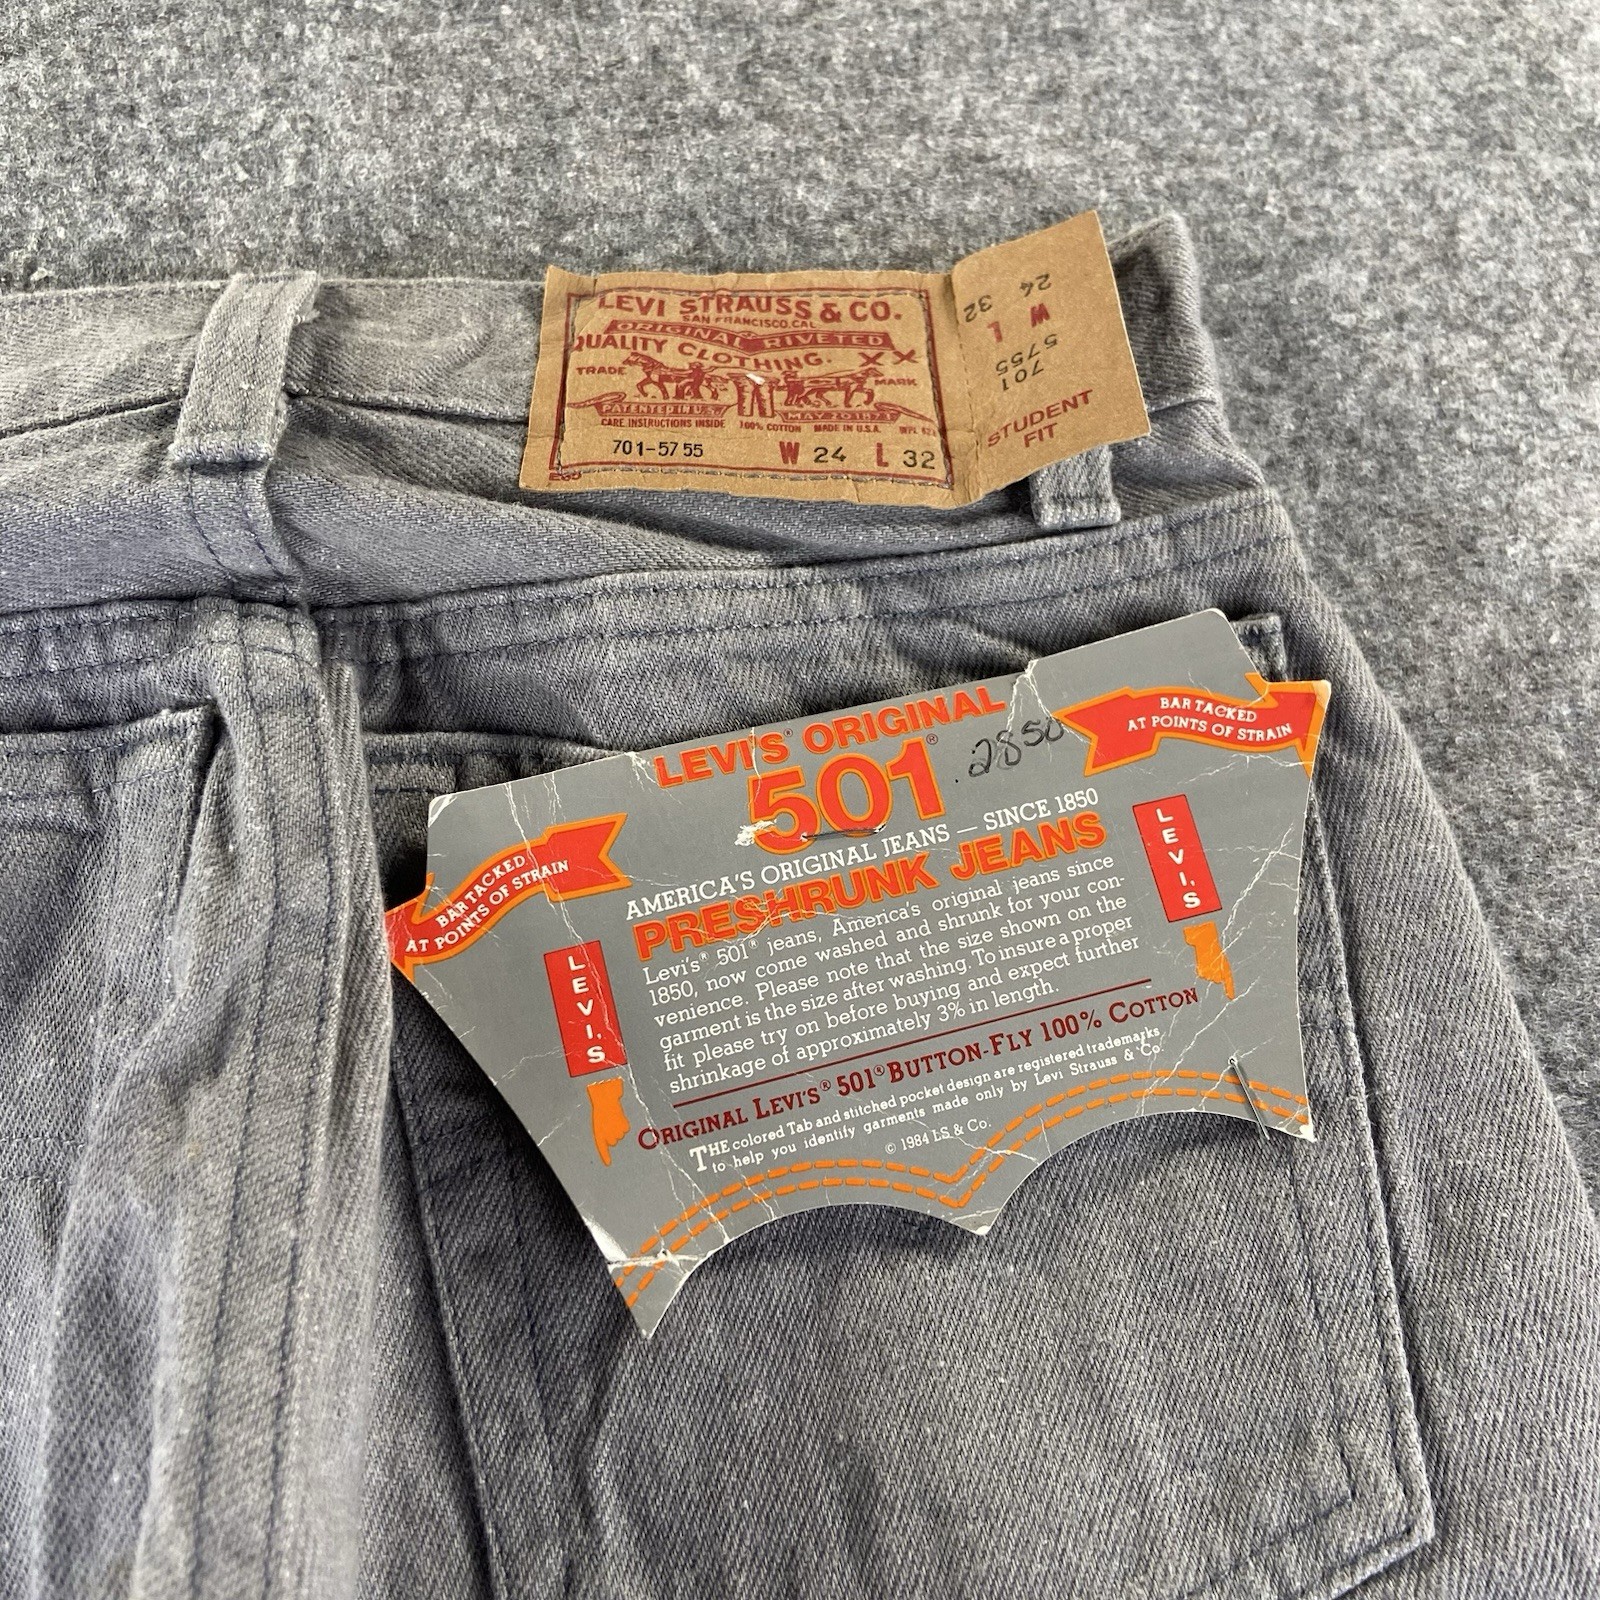 LEVI STRAUSS & CO.
SAN FRANCISCO, CAL
ORIGINAL RIVETED
QUALITY CLOTHING. XX
TRADE MARK
PATENTED IN U.S. MAY 20 1873
CARE INSTRUCTIONS INSIDE 100% COTTON MADE IN U.S.A. WPL 423
701-5755 W 24 L 32
24 32
W L
5755
701
STUDENT
FIT
LEVI'S® ORIGINAL
501®
2850
AMERICA'S ORIGINAL JEANS — SINCE 1850
PRESHRUNK JEANS
BAR TACKED
AT POINTS OF STRAIN
BAR TACKED
AT POINTS OF STRAIN
LEVI'S
LEVI'S
Levi's® 501® jeans, America's original jeans since
1850, now come washed and shrunk for your con-
venience. Please note that the size shown on the
garment is the size after washing. To insure a proper
fit please try on before buying and expect further
shrinkage of approximately 3% in length.
ORIGINAL LEVI'S® 501® BUTTON-FLY 100% COTTON
THE colored Tab and stitched pocket design are registered trademarks
to help you identify garments made only by Levi Strauss & Co.
© 1984 LS & Co.